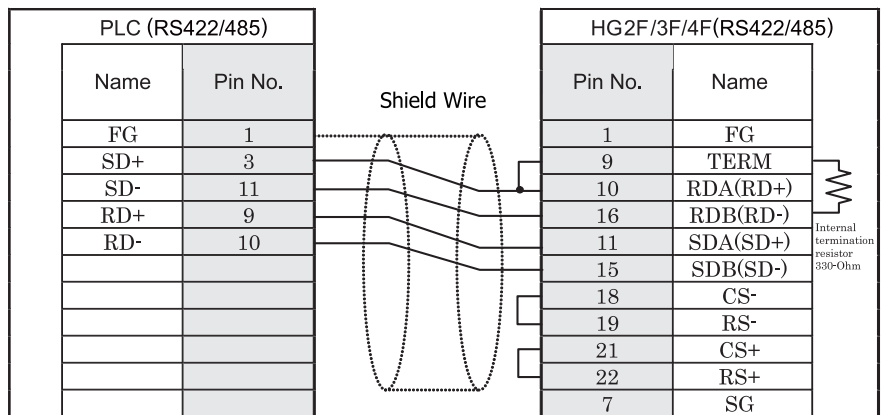 PLC (RS422/485)
HG2F/3F/4F(RS422/485)
Name Pin No.
Shield Wire
Pin No. Name
FG 1
1 FG
SD+ 3
9 TERM
SD- 11
10 RDA(RD+)
RD+ 9
16 RDB(RD-)
RD- 10
11 SDA(SD+)
15 SDB(SD-)
18 CS-
19 RS-
21 CS+
22 RS+
7 SG
Internal
termination
resistor
330-Ohm